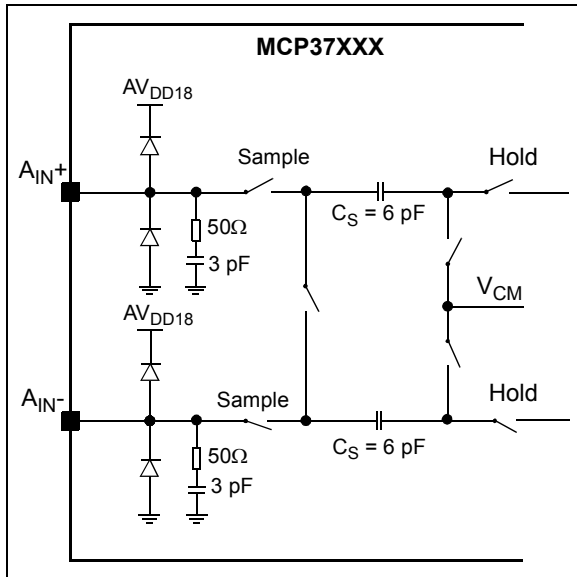 MCP37XXX
AVDD18
AIN+
Sample
Hold
CS = 6 pF
50Ω
3 pF
VCM
AVDD18
AIN-
Sample
Hold
CS = 6 pF
50Ω
3 pF